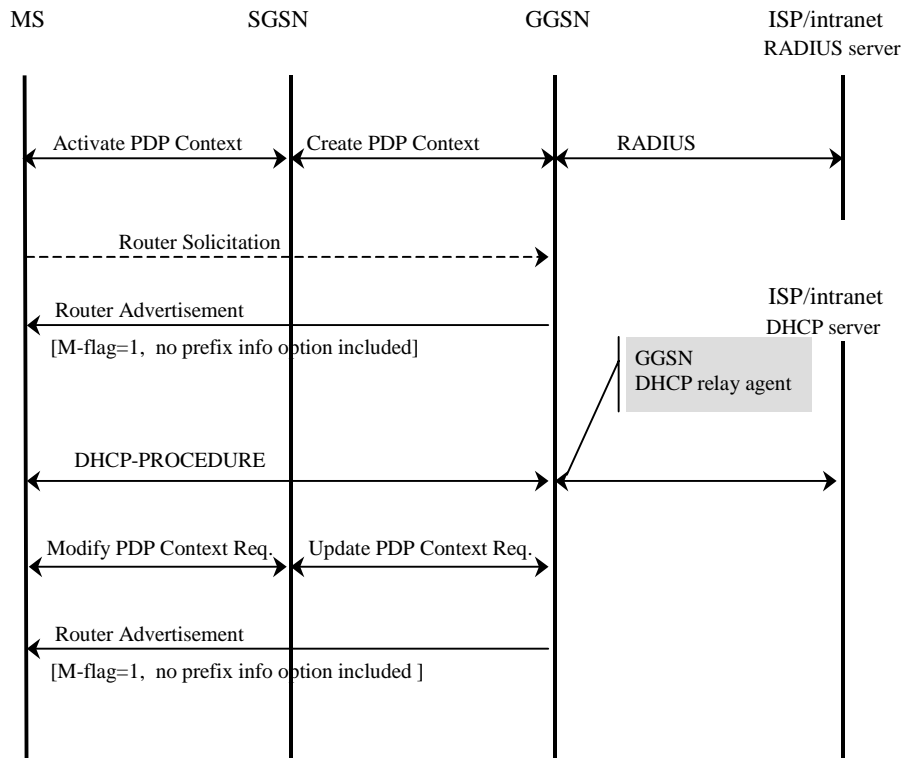 MS
SGSN
GGSN
ISP/intranet
RADIUS server
Activate PDP Context
Create PDP Context
RADIUS
Router Solicitation
Router Advertisement
[M-flag=1, no prefix info option included]
ISP/intranet
DHCP server
GGSN
DHCP relay agent
DHCP-PROCEDURE
Modify PDP Context Req.
Update PDP Context Req.
Router Advertisement
[M-flag=1, no prefix info option included ]